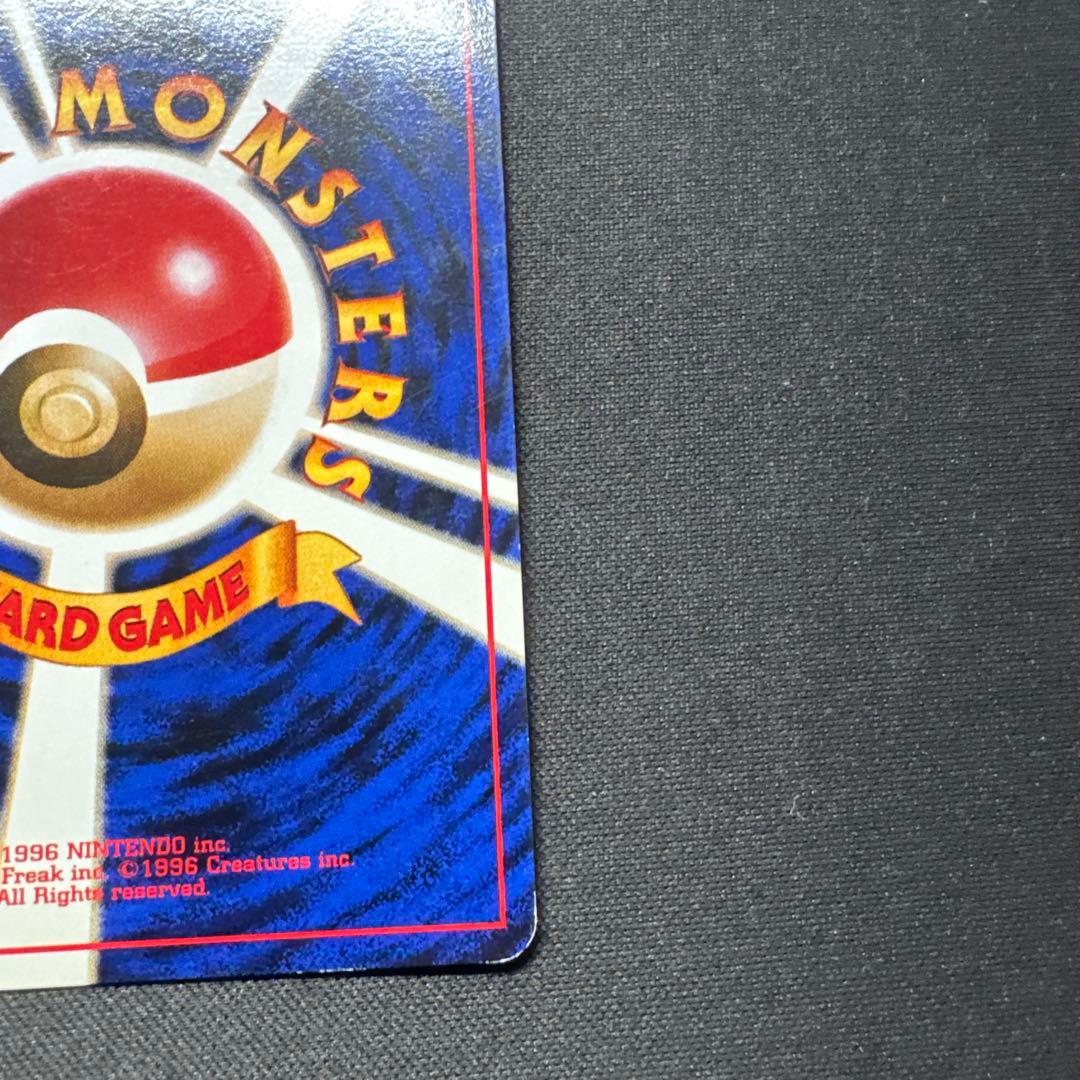 MONSTERS
ARD GAME
1996 NINTENDO inc.
Freak inc. ©1996 Creatures inc.
All Rights reserved.